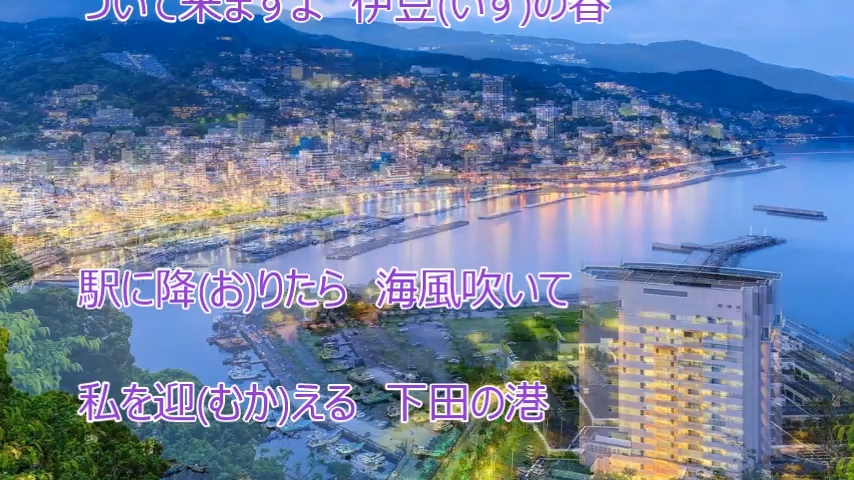 ついて来ますよ　伊豆(いず)の春
駅に降(お)りたら　海風吹いて
私を迎(むか)える　下田の港